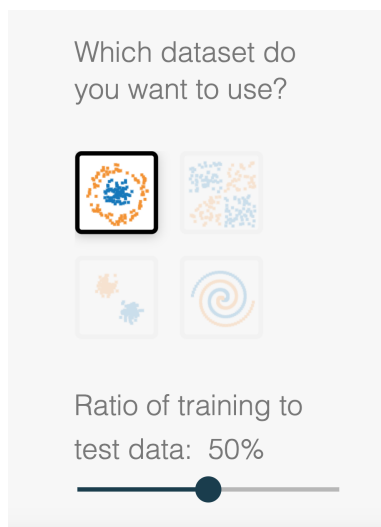 Which dataset do
you want to use?
Ratio of training to
test data: 50%